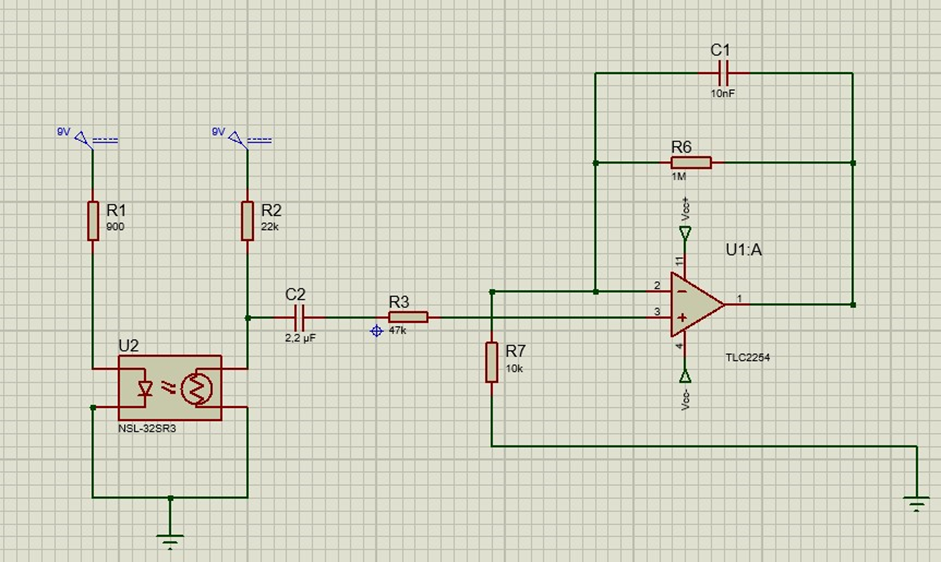 C1
10nF
9V
9V
R6
1M
Vcc+
R1
900
R2
22k
11
U1:A
C2
2,2 µF
R3
47k
2
3
1
4
U2
NSL-32SR3
R7
10k
TLC2254
Vcc-